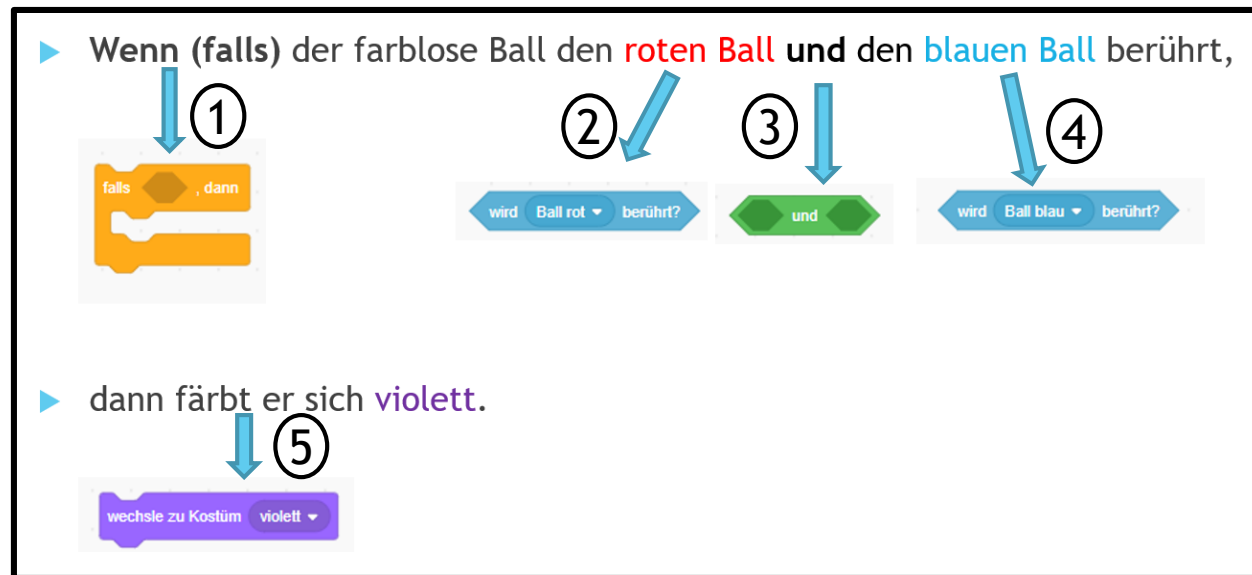 Wenn (falls) der farblose Ball den roten Ball und den blauen Ball berührt,
1
2
3
4
falls , dann
wird Ball rot berührt?
und
wird Ball blau berührt?
dann färbt er sich violett.
5
wechsle zu Kostüm violett